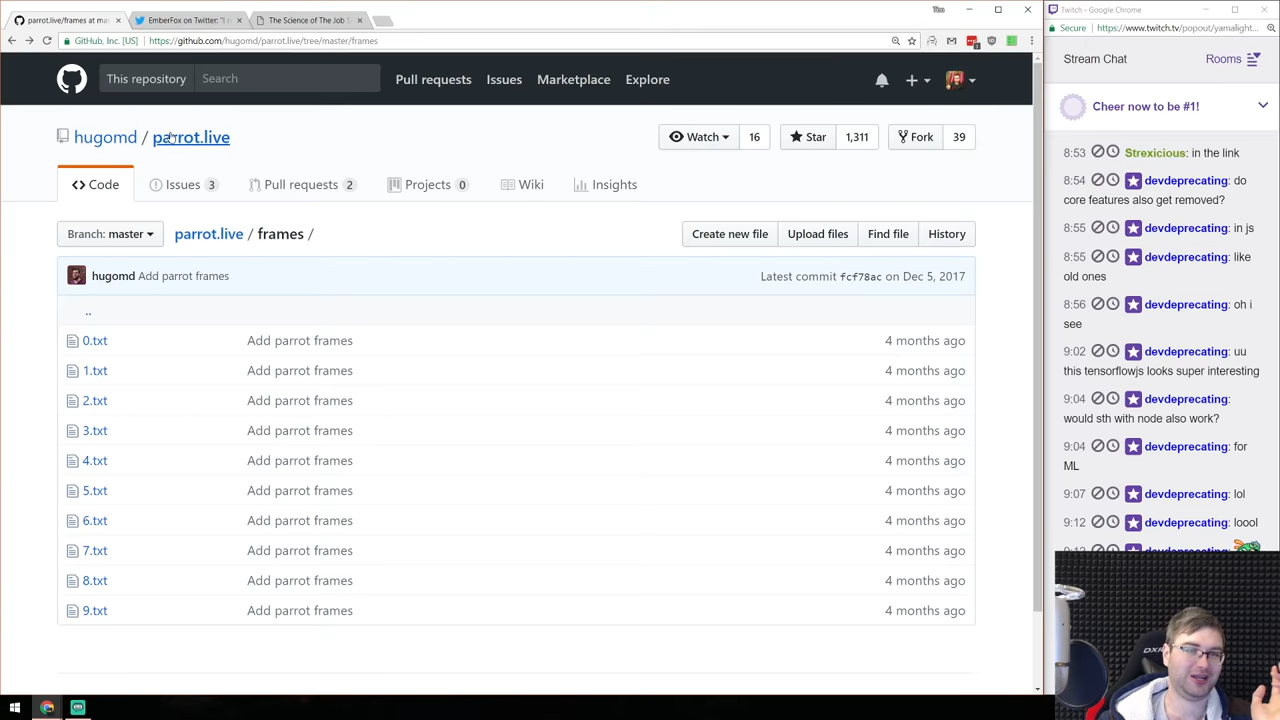 parrot.live/frames at ma
EmberFox on Twitter: "I
The Science of The Job S
Tim
Twitch - Google Chrome
GitHub, Inc. [US]
https://github.com/hugomd/parrot.live/tree/master/frames
Secure
https://www.twitch.tv/popout/yamalight...
This repository
Search
Pull requests
Issues
Marketplace
Explore
Stream Chat
Rooms
Cheer now to be #1!
hugomd / parrot.live
Watch
16
Star
1,311
Fork
39
Code
Issues 3
Pull requests 2
Projects 0
Wiki
Insights
Branch: master
parrot.live / frames /
Create new file
Upload files
Find file
History
hugomd Add parrot frames
Latest commit fcf78ac on Dec 5, 2017
..
0.txt Add parrot frames 4 months ago
1.txt Add parrot frames 4 months ago
2.txt Add parrot frames 4 months ago
3.txt Add parrot frames 4 months ago
4.txt Add parrot frames 4 months ago
5.txt Add parrot frames 4 months ago
6.txt Add parrot frames 4 months ago
7.txt Add parrot frames 4 months ago
8.txt Add parrot frames 4 months ago
9.txt Add parrot frames 4 months ago
8:53 Strexicious: in the link
8:54 devdeprecating: do
core features also get removed?
8:55 devdeprecating: in js
8:55 devdeprecating: like
old ones
8:56 devdeprecating: oh i
see
9:02 devdeprecating: uu
this tensorflowjs looks super interesting
9:04 devdeprecating:
would sth with node also work?
9:04 devdeprecating: for
ML
9:07 devdeprecating: lol
9:12 devdeprecating: loool
devdeprecating: